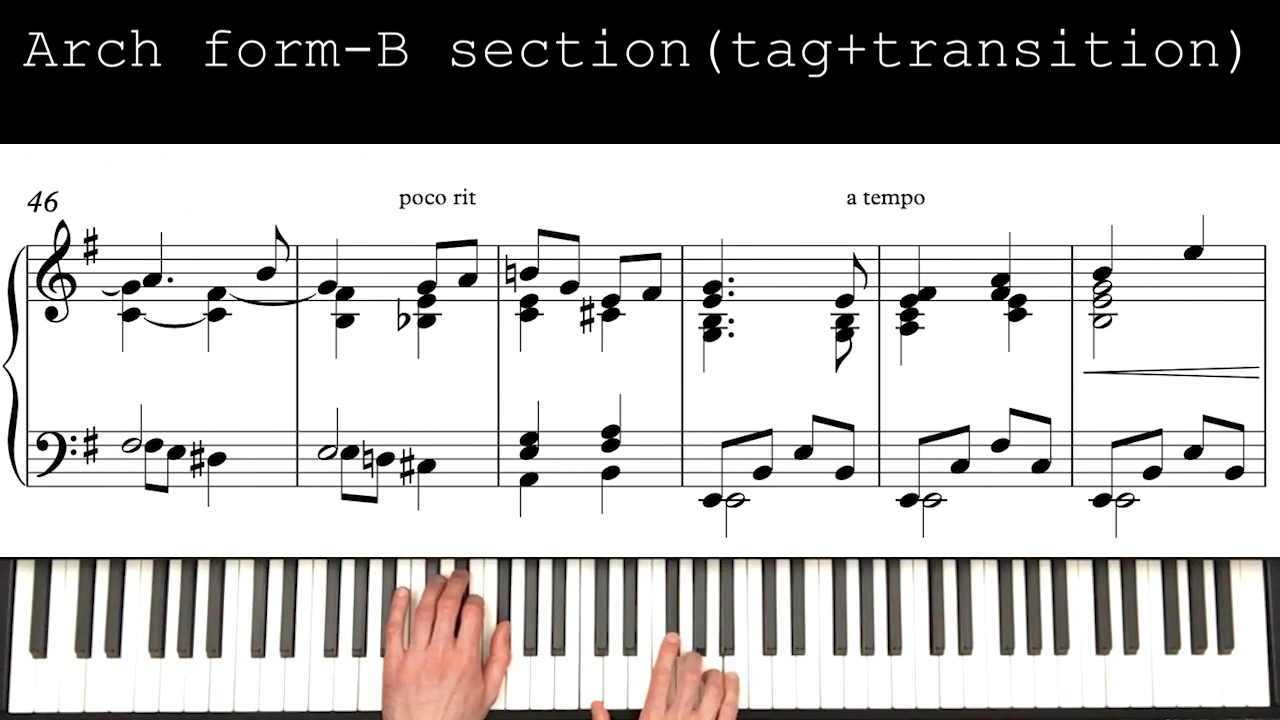 Arch form-B section(tag+transition)
46
poco rit
a tempo